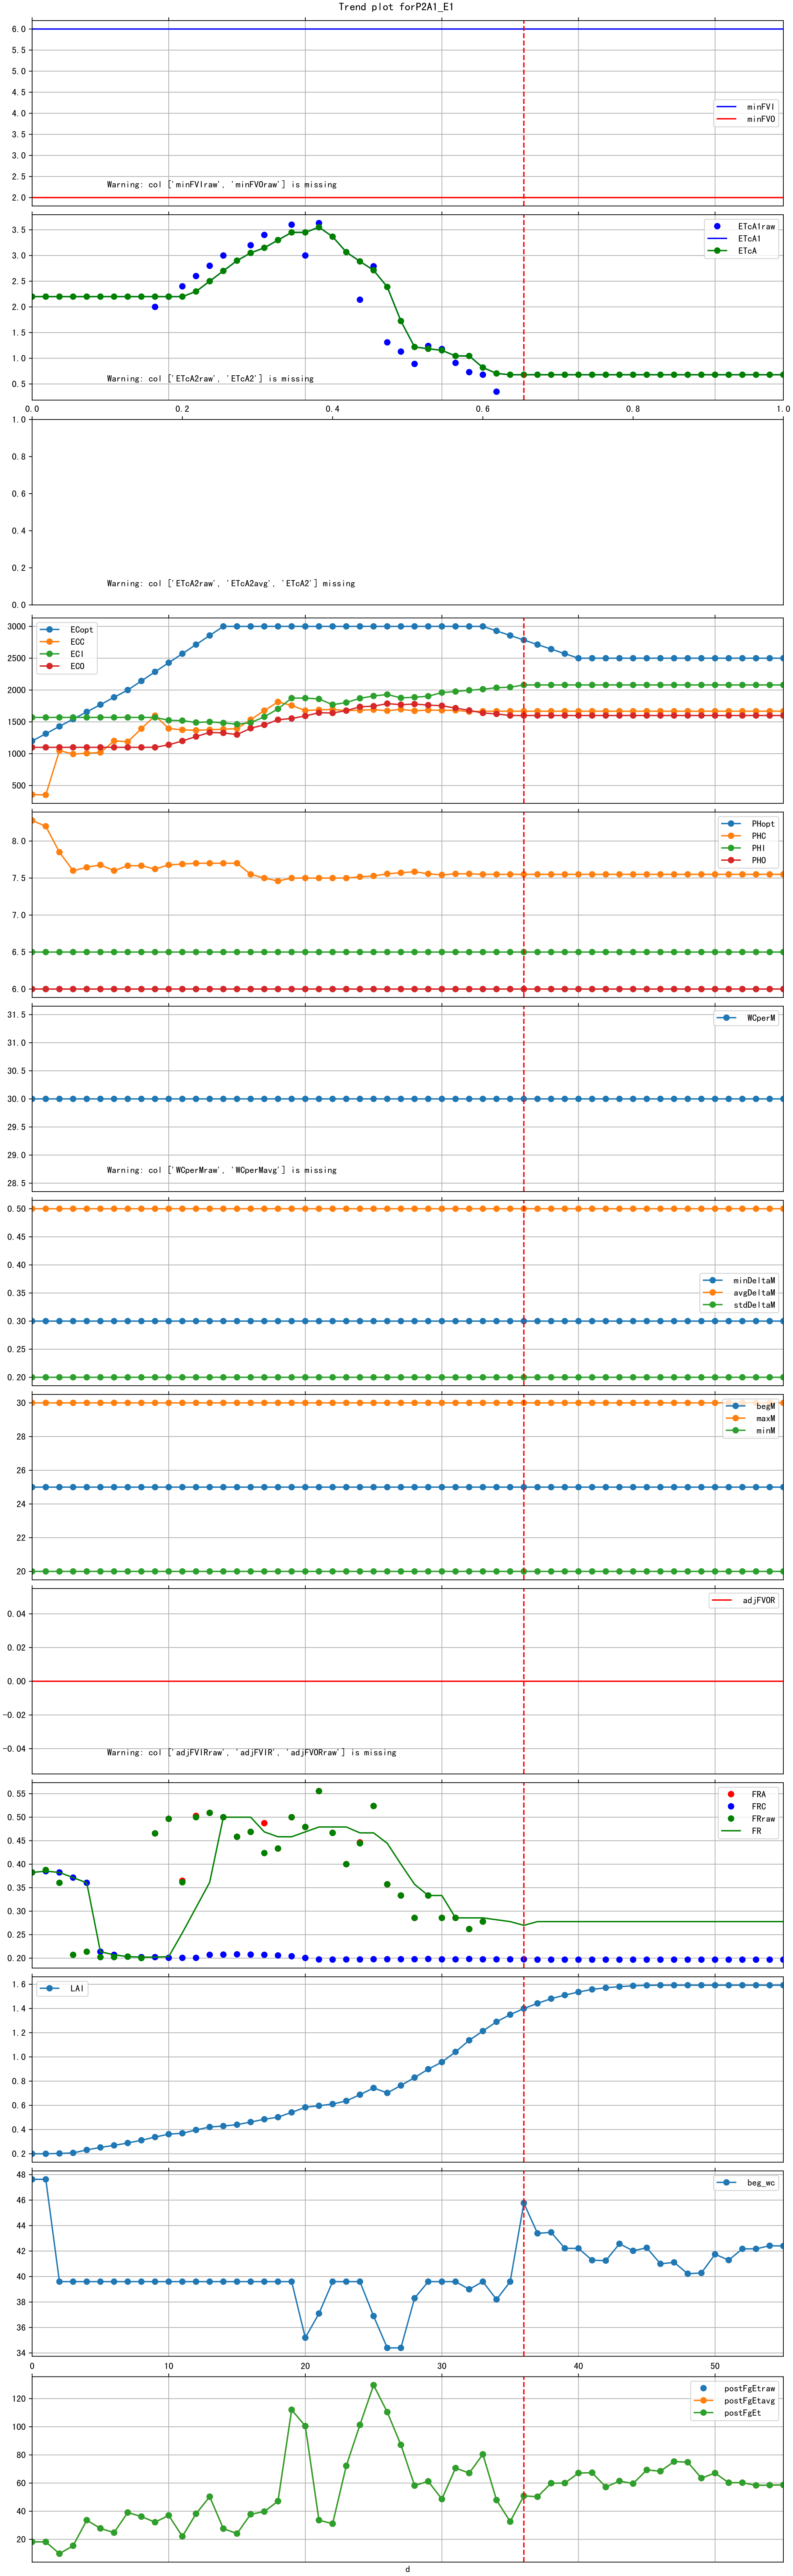 Trend plot forP2A1_E1
6.0
5.5
5.0
4.5
4.0
3.5
3.0
2.5
2.0
minFVI
minFVO
Warning: col ['minFVIraw', 'minFVOraw'] is missing
3.5
3.0
2.5
2.0
1.5
1.0
0.5
ETcA1raw
ETcA1
ETcA
Warning: col ['ETcA2raw', 'ETcA2'] is missing
0.0 0.2 0.4 0.6 0.8 1.0
1.0
0.8
0.6
0.4
0.2
0.0
Warning: col ['ETcA2raw', 'ETcA2avg', 'ETcA2'] missing
3000
2500
2000
1500
1000
500
ECopt
ECC
ECI
ECO
8.0
7.5
7.0
6.5
6.0
PHopt
PHC
PHI
PHO
31.5
31.0
30.5
30.0
29.5
29.0
28.5
WCperM
Warning: col ['WCperMraw', 'WCperMavg'] is missing
0.50
0.45
0.40
0.35
0.30
0.25
0.20
minDeltaM
avgDeltaM
stdDeltaM
30
28
26
24
22
20
begM
maxM
minM
0.04
0.02
0.00
-0.02
-0.04
adjFVOR
Warning: col ['adjFVIRraw', 'adjFVIR', 'adjFVORraw'] is missing
0.55
0.50
0.45
0.40
0.35
0.30
0.25
0.20
FRA
FRC
FRraw
FR
1.6
1.4
1.2
1.0
0.8
0.6
0.4
0.2
LAI
48
46
44
42
40
38
36
34
beg_wc
0 10 20 30 40 50
120
100
80
60
40
20
postFgEtraw
postFgEtavg
postFgEt
d